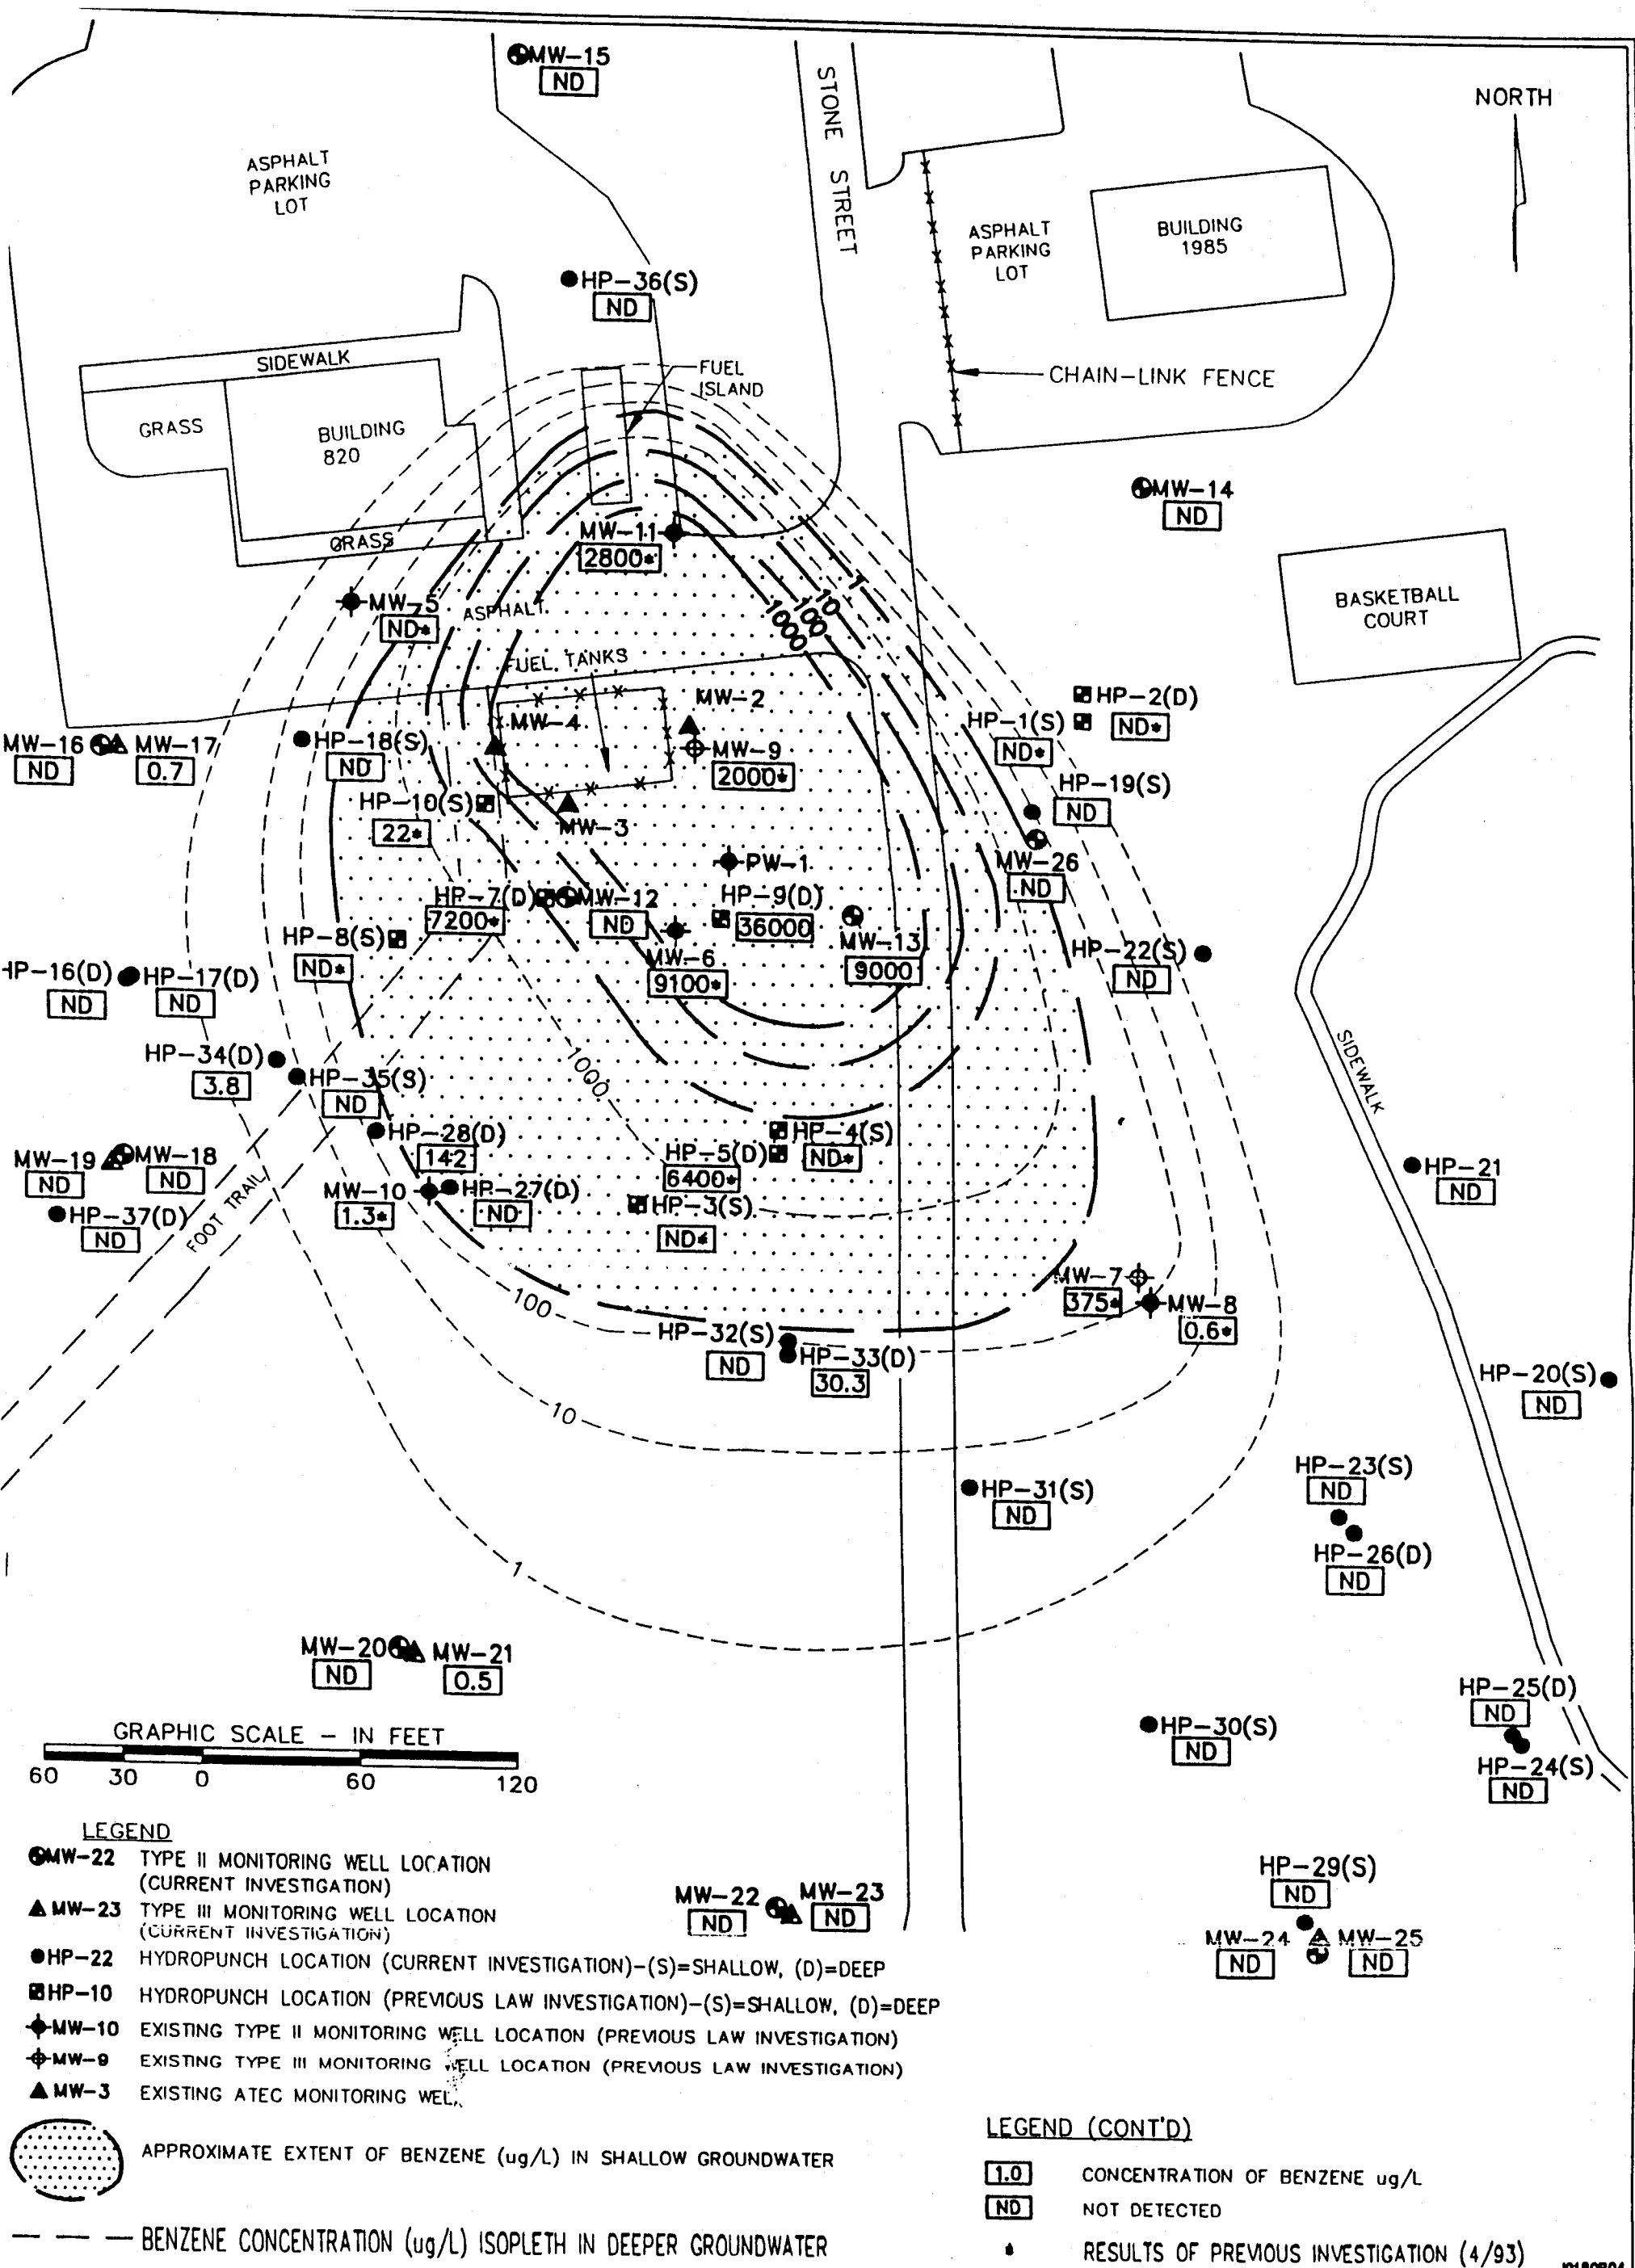 MW-15
ND
STONE STREET
NORTH
ASPHALT
PARKING
LOT
ASPHALT
PARKING
LOT
BUILDING
1985
HP-36(S)
ND
SIDEWALK
FUEL
ISLAND
CHAIN-LINK FENCE
GRASS
BUILDING
820
MW-14
ND
GRASS
MW-11
2800*
BASKETBALL
COURT
MW-5
ND*
ASPHALT
1
10
100
1000
FUEL TANKS
MW-2
HP-2(D)
ND*
HP-1(S)
ND*
MW-16
ND
MW-17
0.7
HP-18(S)
ND
MW-4
MW-9
2000*
HP-19(S)
ND
HP-10(S)
22*
MW-3
MW-26
ND
PW-1
HP-7(D)
7200*
MW-12
ND
HP-9(D)
36000
MW-13
9000
HP-8(S)
ND*
MW-6
9100*
HP-22(S)
ND
HP-16(D)
ND
HP-17(D)
ND
SIDEWALK
HP-34(D)
3.8
HP-35(S)
ND
1000
HP-28(D)
142
HP-4(S)
ND*
HP-5(D)
6400*
MW-19
ND
MW-18
ND
HP-21
ND
MW-10
1.3*
HP-27(D)
ND
HP-3(S)
ND*
HP-37(D)
ND
FOOT TRAIL
MW-7
375*
MW-8
0.6*
100
HP-32(S)
ND
HP-33(D)
30.3
HP-20(S)
ND
10
HP-31(S)
ND
HP-23(S)
ND
HP-26(D)
ND
1
MW-20
ND
MW-21
0.5
HP-25(D)
ND
HP-24(S)
ND
HP-30(S)
ND
GRAPHIC SCALE - IN FEET
60 30 0 60 120
HP-29(S)
ND
MW-22
ND
MW-23
ND
MW-24
ND
MW-25
ND
LEGEND
MW-22 TYPE II MONITORING WELL LOCATION
(CURRENT INVESTIGATION)
MW-23 TYPE III MONITORING WELL LOCATION
(CURRENT INVESTIGATION)
HP-22 HYDROPUNCH LOCATION (CURRENT INVESTIGATION)-(S)=SHALLOW, (D)=DEEP
HP-10 HYDROPUNCH LOCATION (PREVIOUS LAW INVESTIGATION)-(S)=SHALLOW, (D)=DEEP
MW-10 EXISTING TYPE II MONITORING WELL LOCATION (PREVIOUS LAW INVESTIGATION)
MW-9 EXISTING TYPE III MONITORING WELL LOCATION (PREVIOUS LAW INVESTIGATION)
MW-3 EXISTING ATEC MONITORING WELL
APPROXIMATE EXTENT OF BENZENE (ug/L) IN SHALLOW GROUNDWATER
BENZENE CONCENTRATION (ug/L) ISOPLETH IN DEEPER GROUNDWATER
LEGEND (CONT'D)
1.0 CONCENTRATION OF BENZENE ug/L
ND NOT DETECTED
* RESULTS OF PREVIOUS INVESTIGATION (4/93)